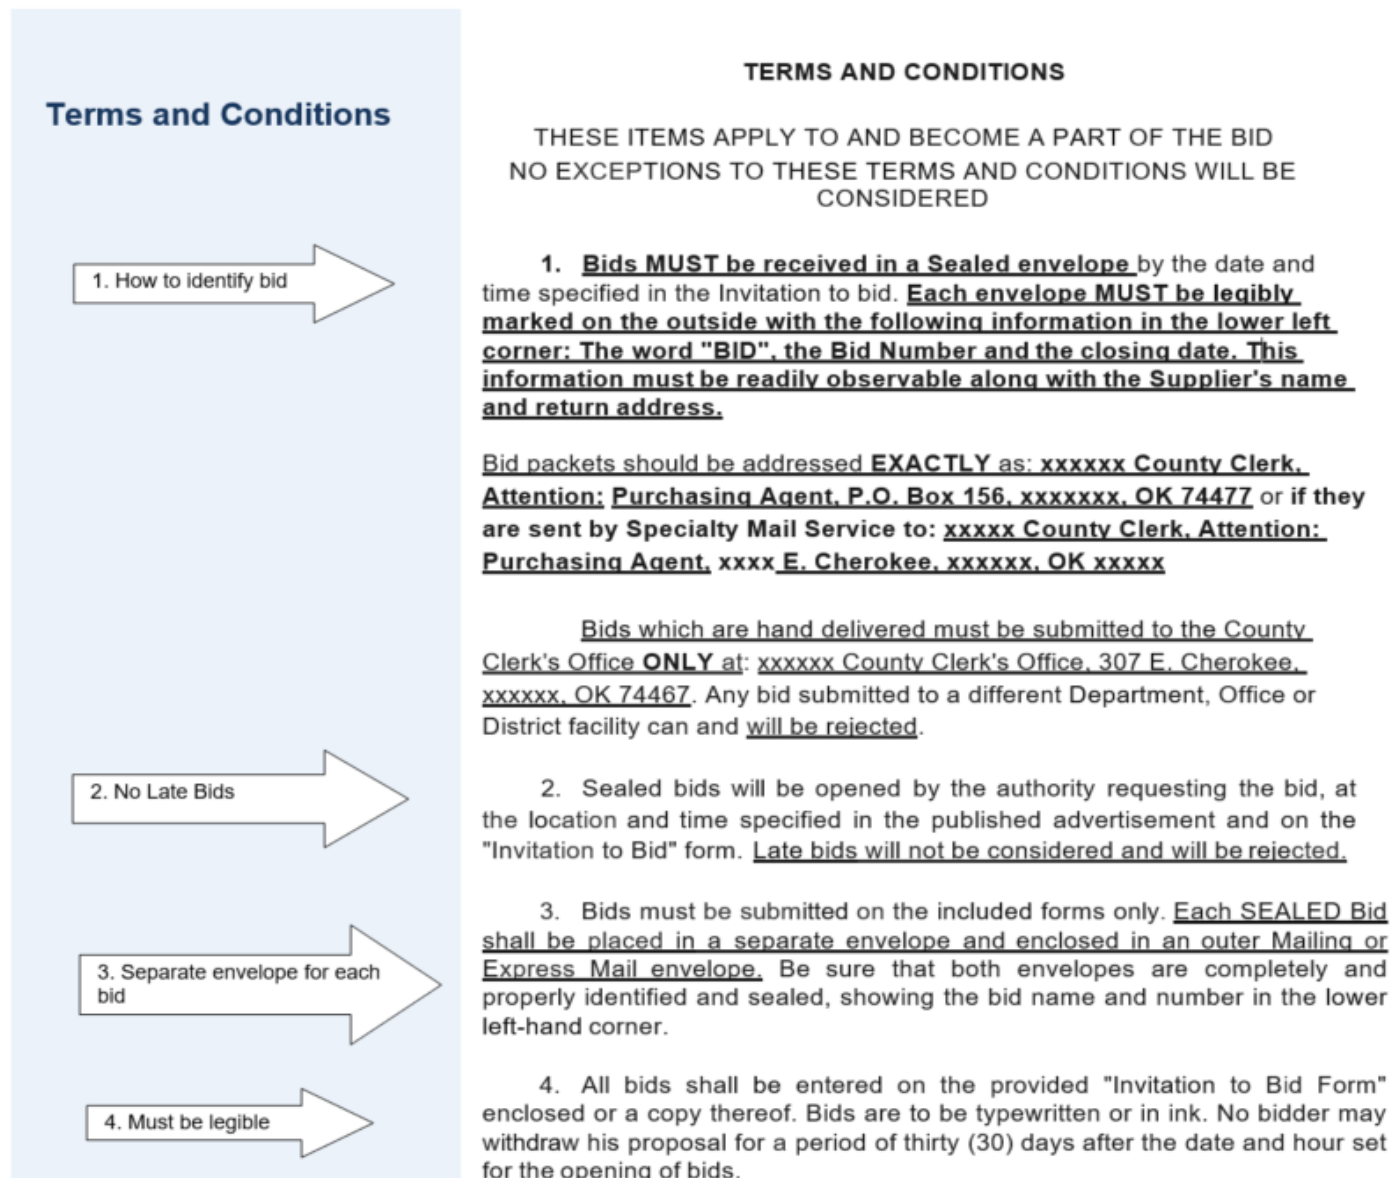 Terms and Conditions
1. How to identify bid
2. No Late Bids
3. Separate envelope for each
bid
4. Must be legible
TERMS AND CONDITIONS
THESE ITEMS APPLY TO AND BECOME A PART OF THE BID
NO EXCEPTIONS TO THESE TERMS AND CONDITIONS WILL BE
CONSIDERED
1. Bids MUST be received in a Sealed envelope by the date and
time specified in the Invitation to bid. Each envelope MUST be legibly
marked on the outside with the following information in the lower left
corner: The word "BID", the Bid Number and the closing date. This
information must be readily observable along with the Supplier's name
and return address.
Bid packets should be addressed EXACTLY as: xxxxxx County Clerk,
Attention: Purchasing Agent, P.O. Box 156, xxxxxxx, OK 74477 or if they
are sent by Specialty Mail Service to: xxxxx County Clerk, Attention:
Purchasing Agent, xxxx E. Cherokee, xxxxxx, OK xxxxx
Bids which are hand delivered must be submitted to the County
Clerk's Office ONLY at: xxxxxx County Clerk's Office, 307 E. Cherokee,
xxxxxx, OK 74467. Any bid submitted to a different Department, Office or
District facility can and will be rejected.
2. Sealed bids will be opened by the authority requesting the bid, at
the location and time specified in the published advertisement and on the
"Invitation to Bid" form. Late bids will not be considered and will be rejected.
3. Bids must be submitted on the included forms only. Each SEALED Bid
shall be placed in a separate envelope and enclosed in an outer Mailing or
Express Mail envelope. Be sure that both envelopes are completely and
properly identified and sealed, showing the bid name and number in the lower
left-hand corner.
4. All bids shall be entered on the provided "Invitation to Bid Form"
enclosed or a copy thereof. Bids are to be typewritten or in ink. No bidder may
withdraw his proposal for a period of thirty (30) days after the date and hour set
for the opening of bids.